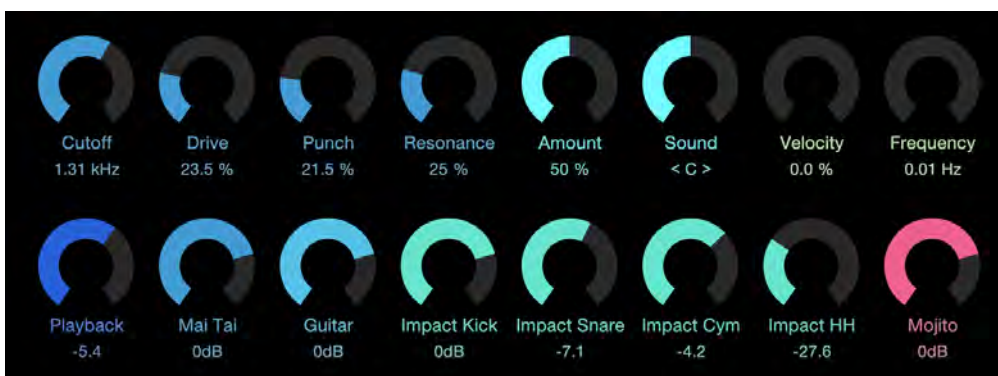 Cutoff Drive Punch Resonance Amount Sound Velocity Frequency
1.31 kHz 23.5 % 21.5 % 25 % 50 % < C > 0.0 % 0.01 Hz
Playback Mai Tai Guitar Impact Kick Impact Snare Impact Cym Impact HH Mojito
-5.4 0dB 0dB 0dB -7.1 -4.2 -27.6 0dB